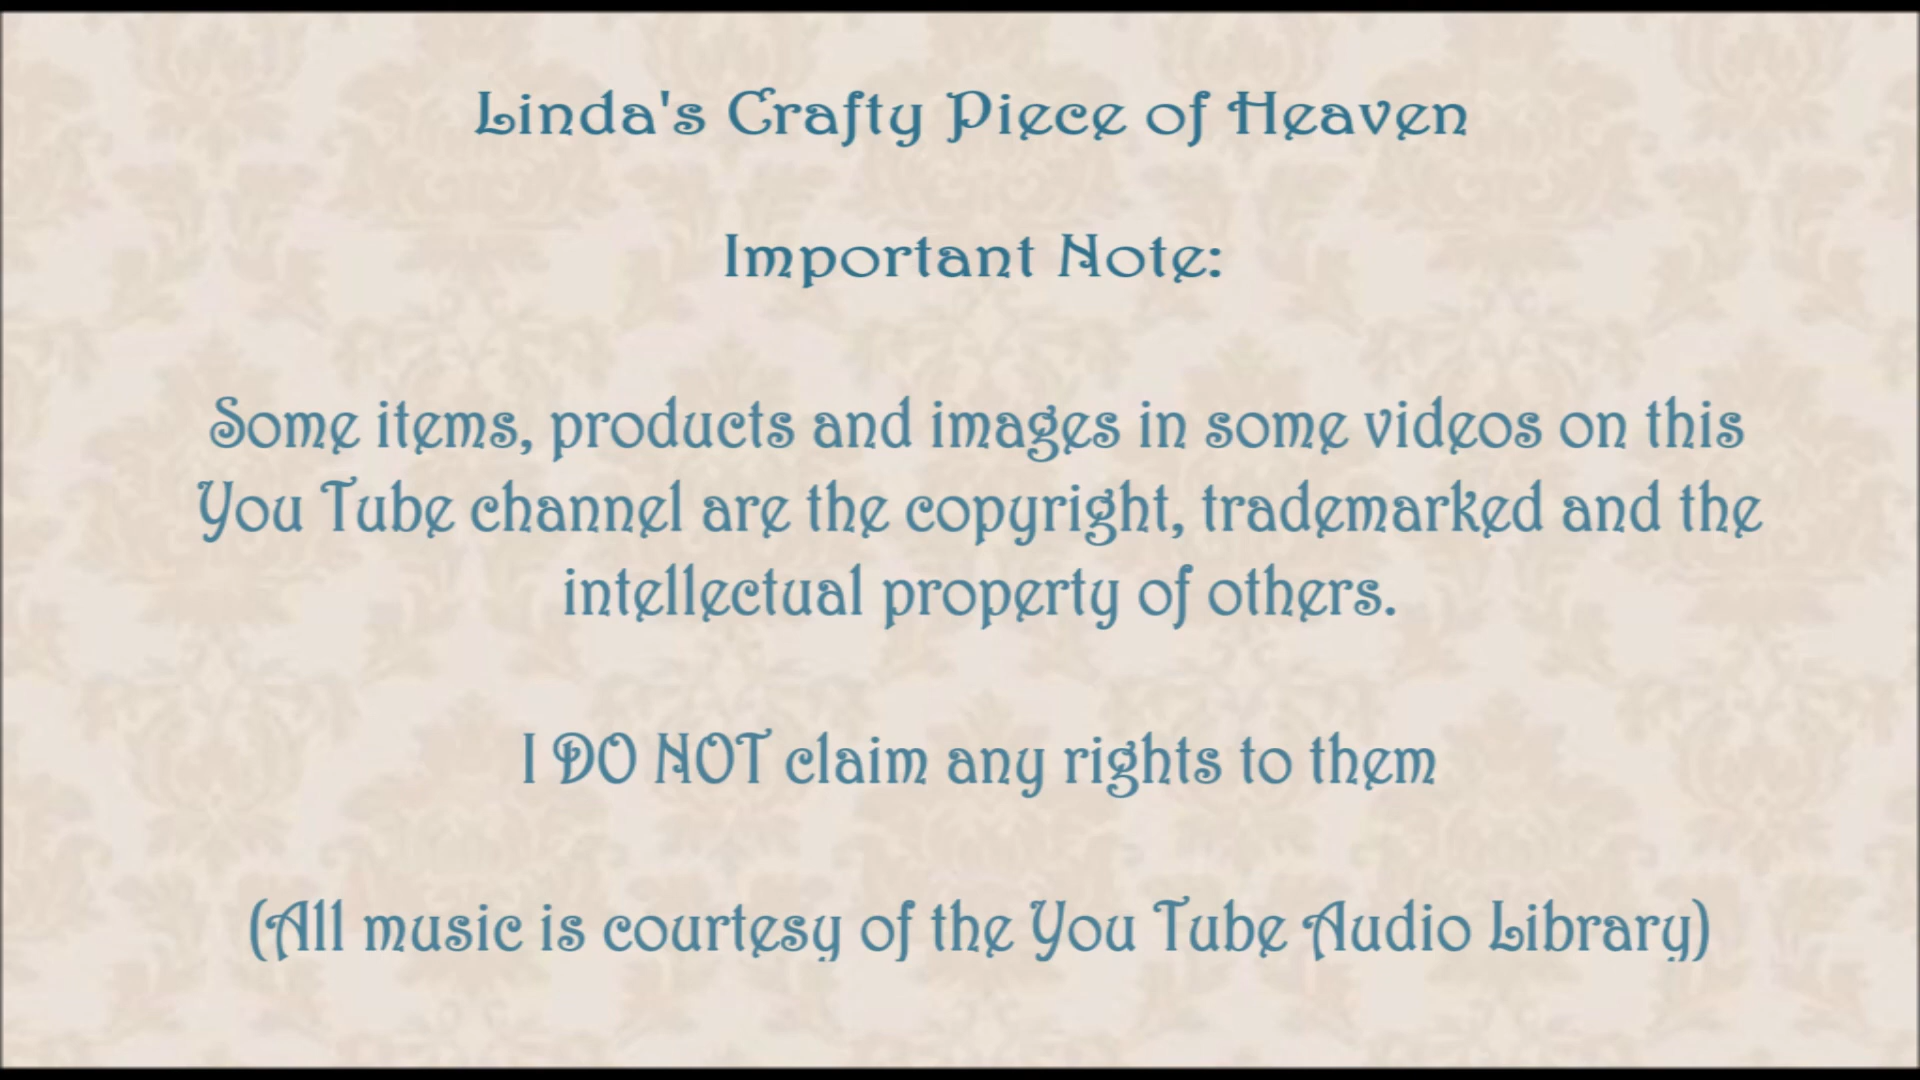 Linda's Crafty Piece of Heaven
Important Note:
Some items, products and images in some videos on this
You Tube channel are the copyright, trademarked and the
intellectual property of others.
I DO NOT claim any rights to them
(All music is courtesy of the You Tube Audio Library)